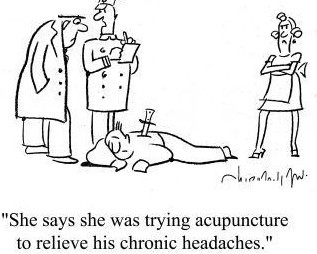 "She says she was trying acupuncture
to relieve his chronic headaches."